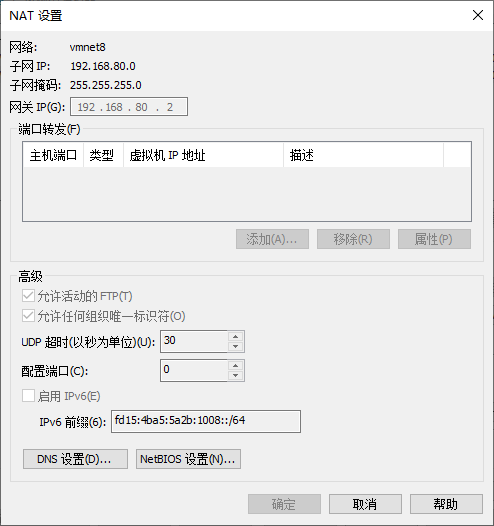 NAT 设置
网络: vmnet8
子网 IP: 192.168.80.0
子网掩码: 255.255.255.0
网关 IP(G): 192 . 168 . 80 . 2
端口转发(F)
主机端口 类型 虚拟机 IP 地址 描述
添加(A)... 移除(R) 属性(P)
高级
允许活动的 FTP(T)
允许任何组织唯一标识符(O)
UDP 超时(以秒为单位)(U): 30
配置端口(C): 0
启用 IPv6(E)
IPv6 前缀(6): fd15:4ba5:5a2b:1008::/64
DNS 设置(D)... NetBIOS 设置(N)...
确定 取消 帮助